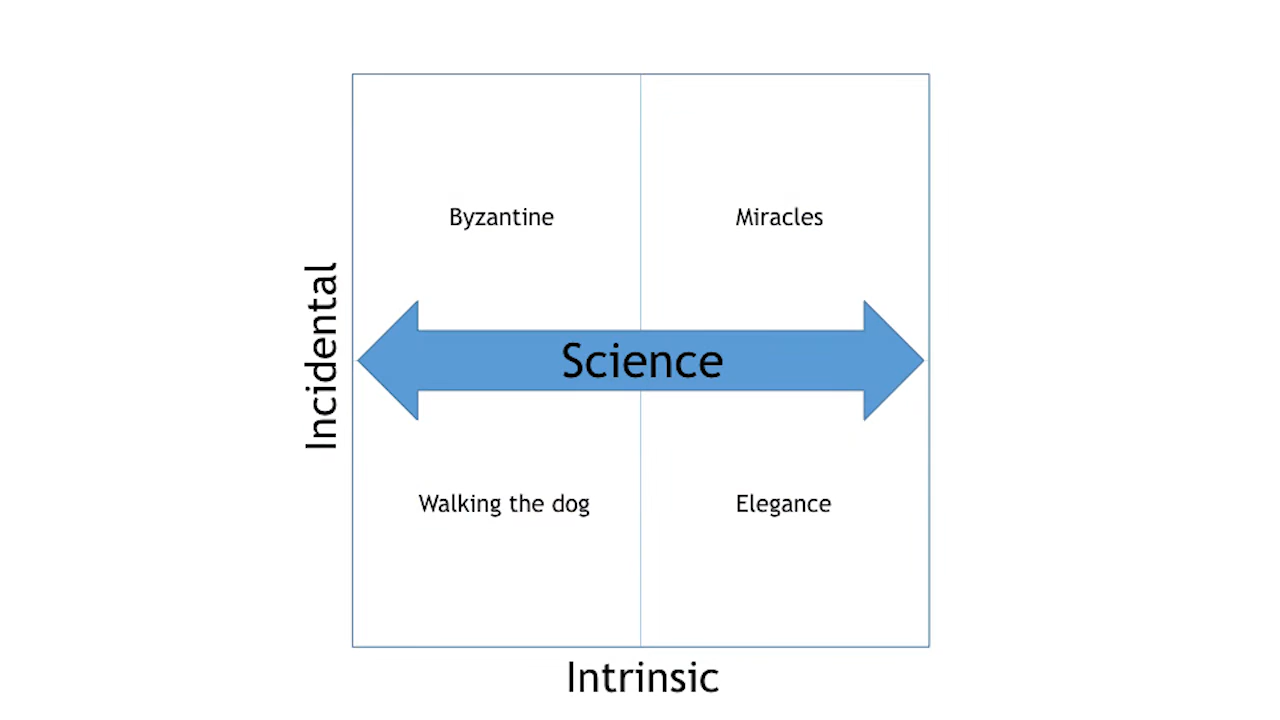 Byzantine
Miracles
Incidental
Science
Walking the dog
Elegance
Intrinsic